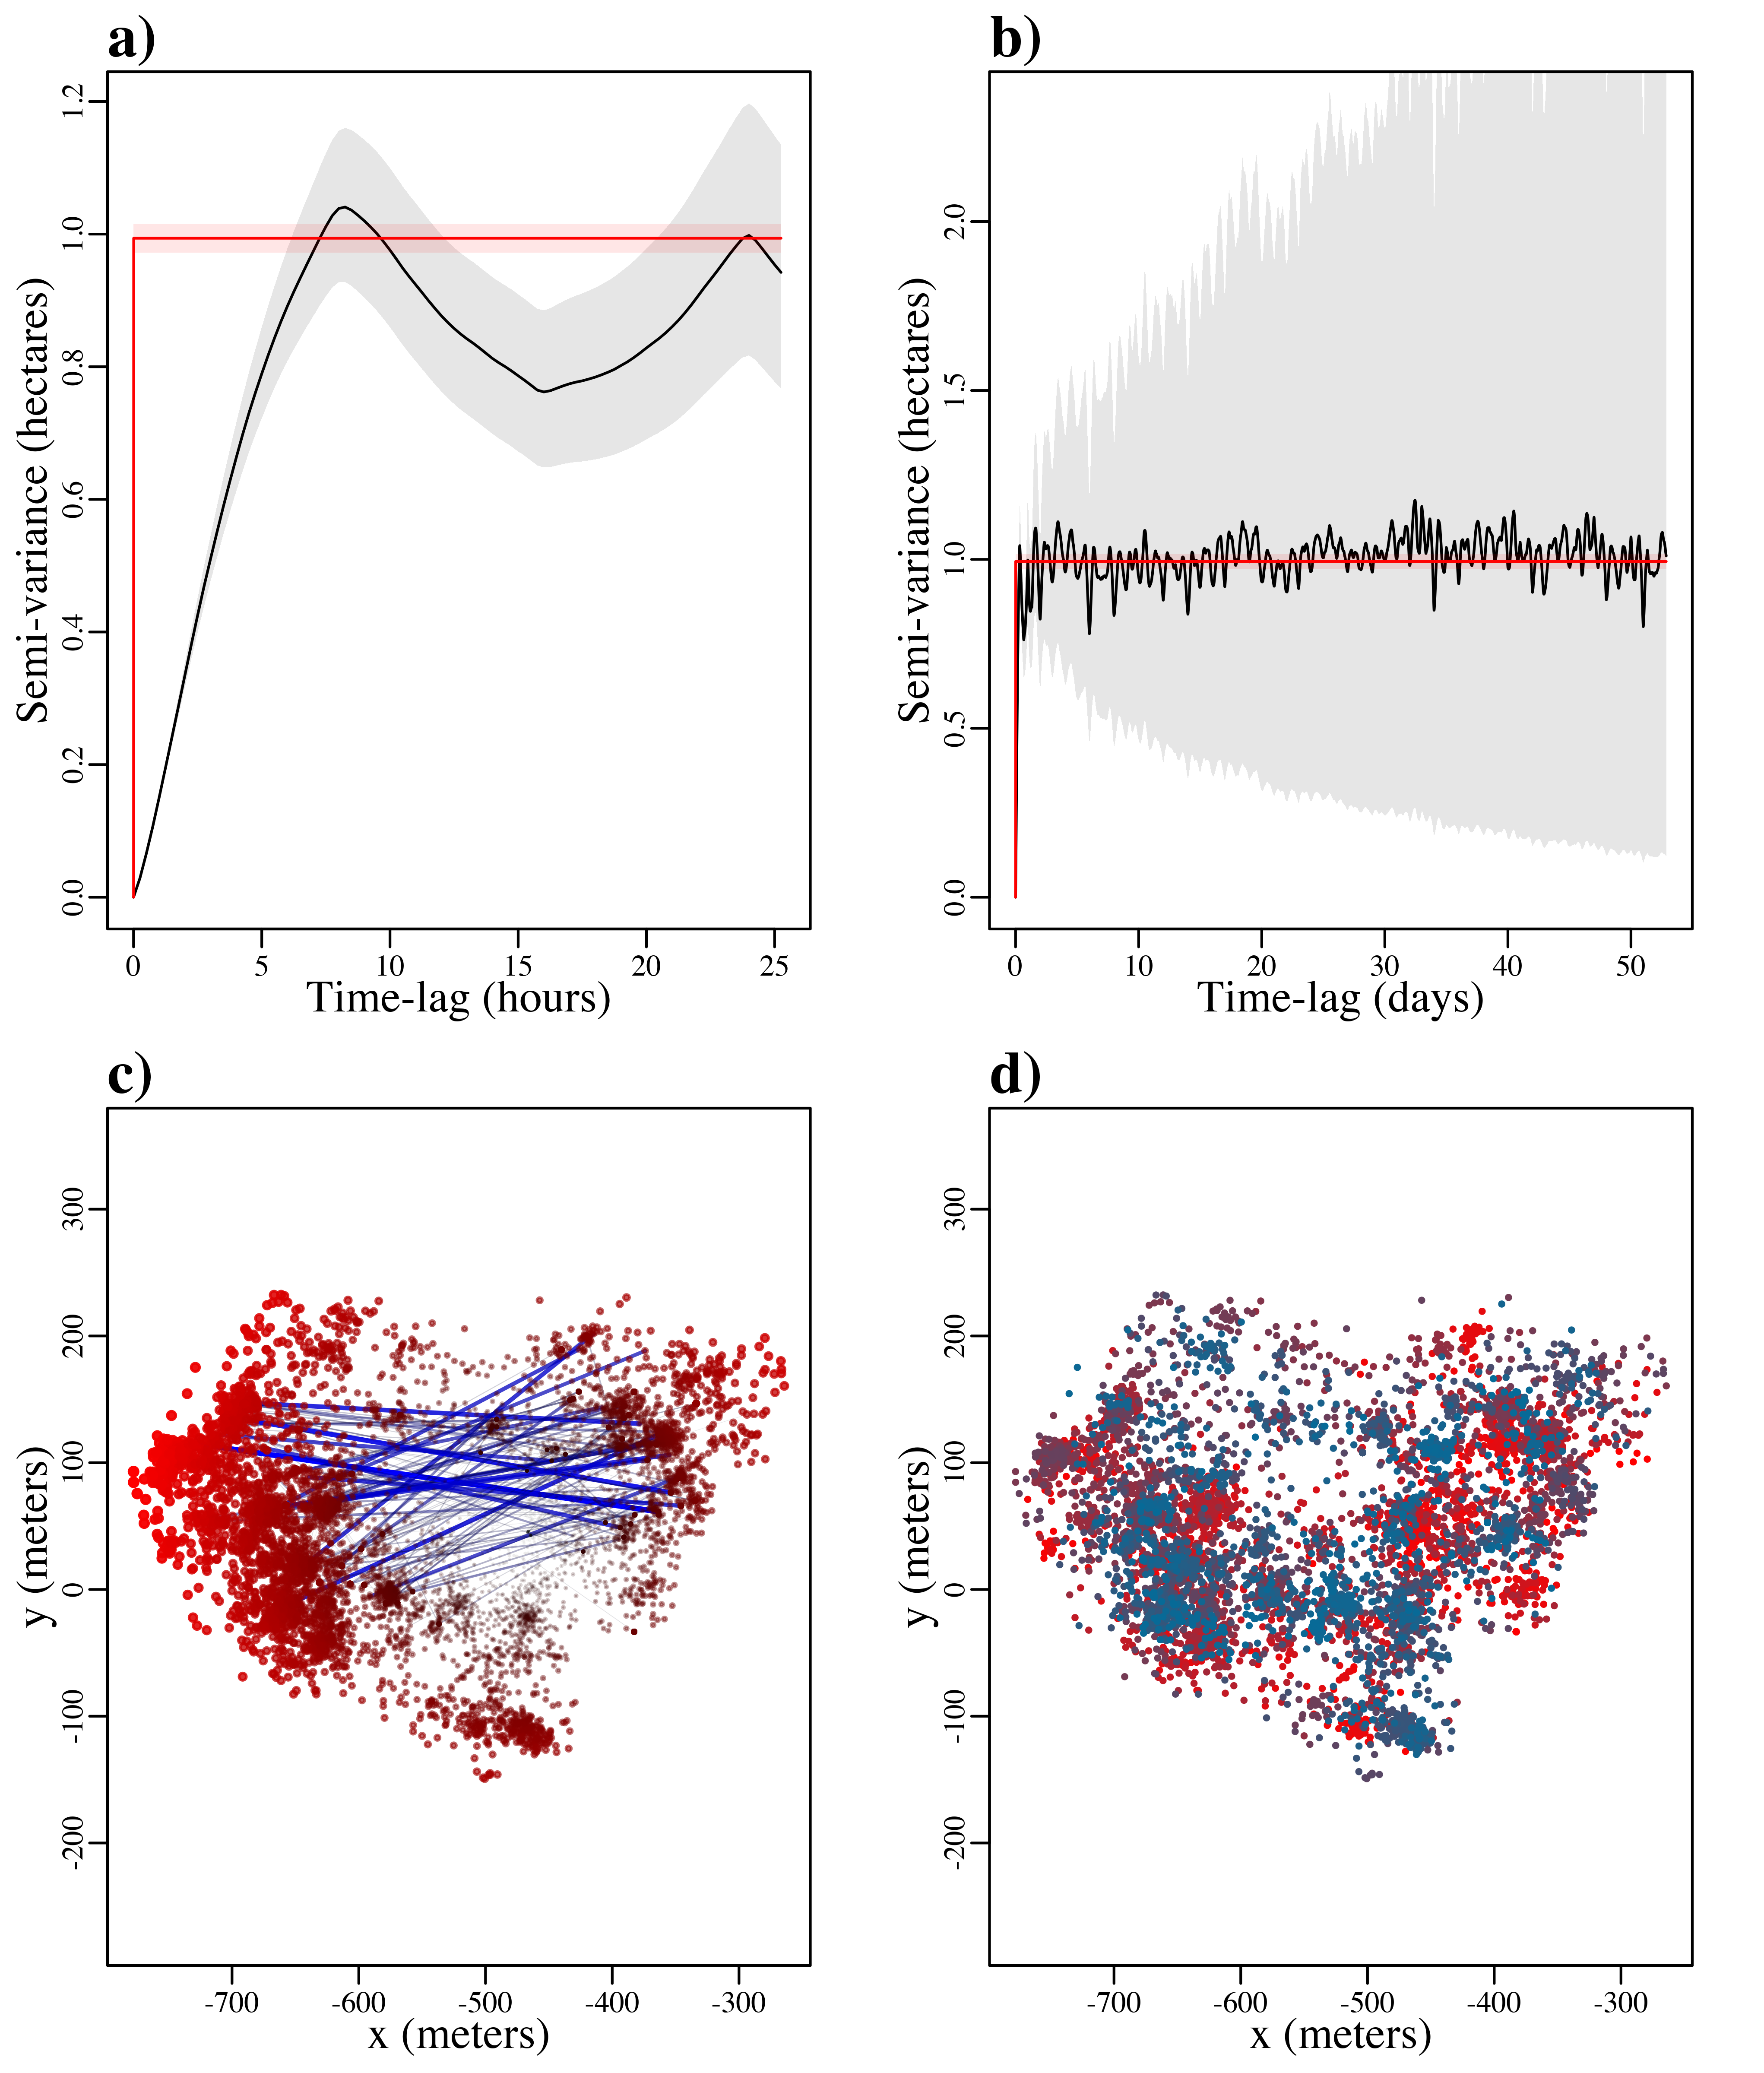 a)
Semi-variance (hectares)
0.0 0.2 0.4 0.6 0.8 1.0 1.2
0 5 10 15 20 25
Time-lag (hours)
b)
Semi-variance (hectares)
0.0 0.5 1.0 1.5 2.0
0 10 20 30 40 50
Time-lag (days)
c)
y (meters)
-200 -100 0 100 200 300
-700 -600 -500 -400 -300
x (meters)
d)
y (meters)
-200 -100 0 100 200 300
-700 -600 -500 -400 -300
x (meters)